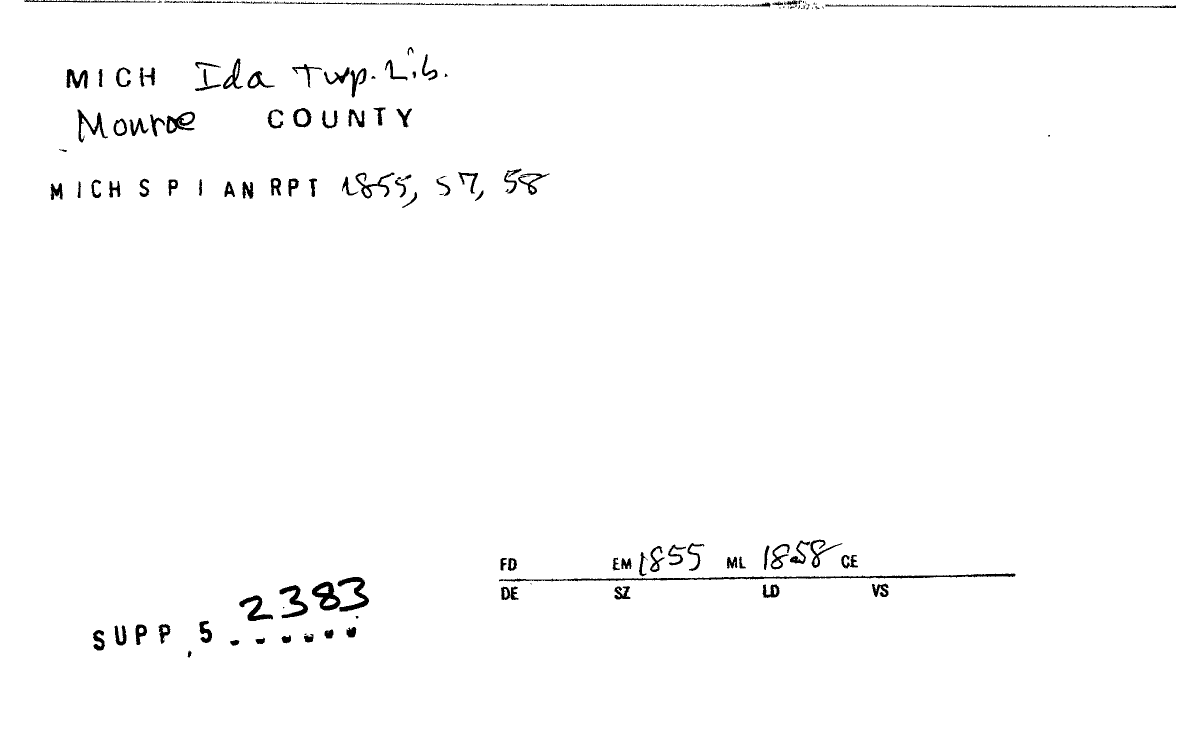 MICH Ida Twp. Lib.
Monroe COUNTY
MICH S P I AN RPT 1855, 57, 58
FD EM 1855 ML 1858 CE
DE SZ LD VS
2383
SUPP, 5 . . . . . .